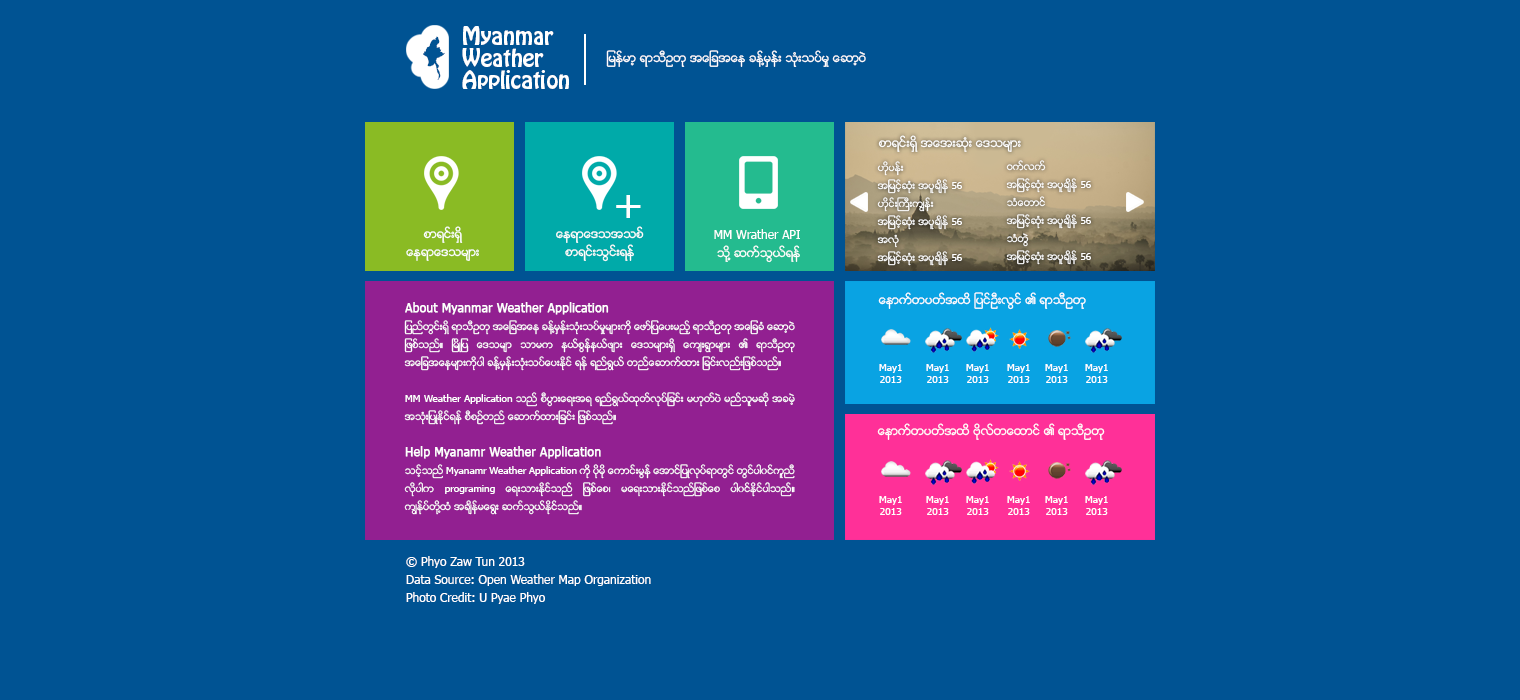 Myanmar
Weather
Application
မြန်မာ့ ရာသီဥတု အခြေအနေ ခန့်မှန်း သုံးသပ်မှု ဆော့ဝဲ
စာရင်းရှိ
နေရာဒေသများ
နေရာဒေသအသစ်
စာရင်းသွင်းရန်
MM Wrather API
သို့ ဆက်သွယ်ရန်
စာရင်းရှိ အအေးဆုံး ဒေသများ
ဟိုပန်း
အမြင့်ဆုံး အပူချိန် 56
ဟိုင်းကြီးကျွန်း
အမြင့်ဆုံး အပူချိန် 56
အလုံ
အမြင့်ဆုံး အပူချိန် 56
ဝက်လက်
အမြင့်ဆုံး အပူချိန် 56
သံတောင်
အမြင့်ဆုံး အပူချိန် 56
သံတွဲ
အမြင့်ဆုံး အပူချိန် 56
About Myanmar Weather Application
ပြည်တွင်းရှိ ရာသီဥတု အခြေအနေ ခန့်မှန်းသုံးသပ်မှုများကို ဖော်ပြပေးမည့် ရာသီဥတု အခြေခံ ဆော့ဝဲ
ဖြစ်သည်။ မြို့ပြ ဒေသမျာ သာမက နယ်စွန်နယ်ဖျား ဒေသများရှိ ကျေးရွာများ ၏ ရာသီဥတု
အခြေအနေများကိုပါ ခန့်မှန်းသုံးသပ်ပေးနိုင် ရန် ရည်ရွယ် တည်ဆောက်ထား ခြင်းလည်းဖြစ်သည်။
MM Weather Application သည် စီပွားရေးအရ ရည်ရွယ်ထုတ်လုပ်ခြင်း မဟုတ်ပဲ မည်သူမဆို အခမဲ့
အသုံးပြုနိုင်ရန် စီစဉ်တည် ဆောက်ထားခြင်း ဖြစ်သည်။
Help Myanamr Weather Application
သင့်သည် Myanamr Weather Application ကို ပိုမို ကောင်းမွန် အောင်ပြုလုပ်ရာတွင် တွင်ပါဝင်ကူညီ
လိုပါက programing ရေးသားနိုင်သည် ဖြစ်စေ၊ မရေးသားနိုင်သည်ဖြစ်စေ ပါဝင်နိုင်ပါသည်။
ကျွန်ုပ်တို့ထံ အချိန်မရွေး ဆက်သွယ်နိုင်သည်။
နောက်တပတ်အထိ ပြင်ဦးလွင် ၏ ရာသီဥတု
May1 May1 May1 May1 May1 May1
2013 2013 2013 2013 2013 2013
နောက်တပတ်အထိ ဗိုလ်တထောင် ၏ ရာသီဥတု
May1 May1 May1 May1 May1 May1
2013 2013 2013 2013 2013 2013
© Phyo Zaw Tun 2013
Data Source: Open Weather Map Organization
Photo Credit: U Pyae Phyo